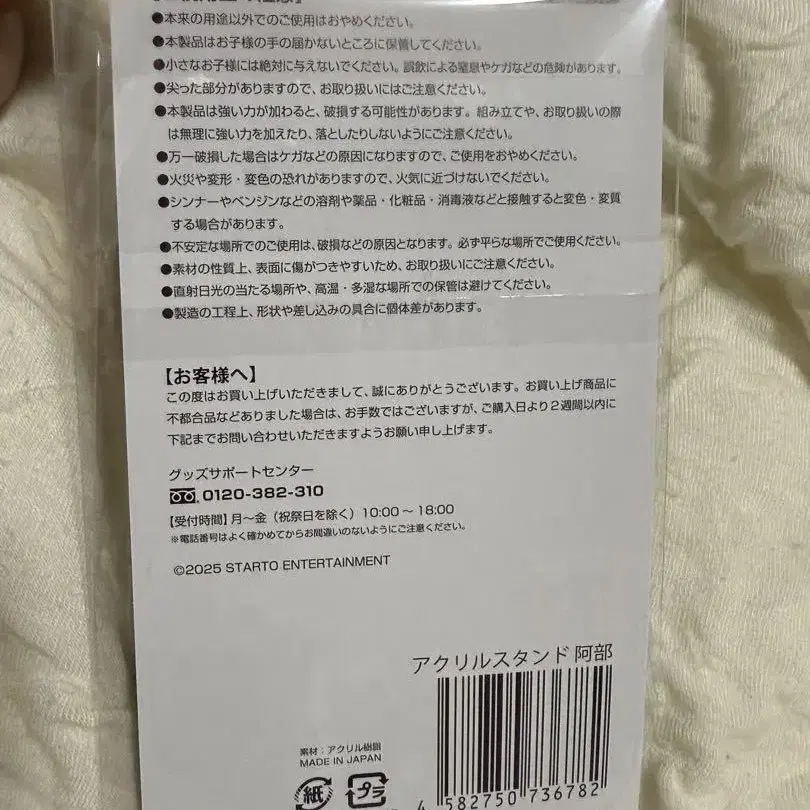 ●本来の用途以外でのご使用はおやめください。
●本製品はお子様の手の届かないところに保管してください。
●小さなお子様には絶対に与えないでください。誤飲による窒息やケガなどの危険があります。
●尖った部分がありますので、お取り扱いにはご注意ください。
●本製品は強い力が加わると、破損する可能性があります。組み立てや、お取り扱いの際
は無理に強い力を加えたり、落としたりしないようにご注意ください。
●万一破損した場合はケガなどの原因になりますので、ご使用をおやめください。
●火災や変形・変色の恐れがありますので、火気に近づけないでください。
●シンナーやベンジンなどの溶剤や薬品・化粧品・消毒液などと接触すると変色・変質
する場合があります。
●不安定な場所でのご使用は、破損などの原因となります。必ず平らな場所でご使用ください。
●素材の性質上、表面に傷がつきやすいため、お取り扱いにご注意ください。
●直射日光の当たる場所や、高温・多湿な場所での保管は避けてください。
●製造の工程上、形状や差し込みの具合に個体差があります。
【お客様へ】
この度はお買い上げいただきまして、誠にありがとうございます。お買い上げ商品に
不都合品などありました場合は、お手数ではございますが、ご購入日より2週間以内に
下記までお問い合わせいただきますようお願い申し上げます。
グッズサポートセンター
0120-382-310
【受付時間】月～金（祝祭日を除く）10:00～18:00
※電話番号はよく確かめてからお間違いのないようにご注意ください。
©2025 STARTO ENTERTAINMENT
アクリルスタンド 阿部
素材：アクリル樹脂
MADE IN JAPAN
紙 プラ
4 582750 736782